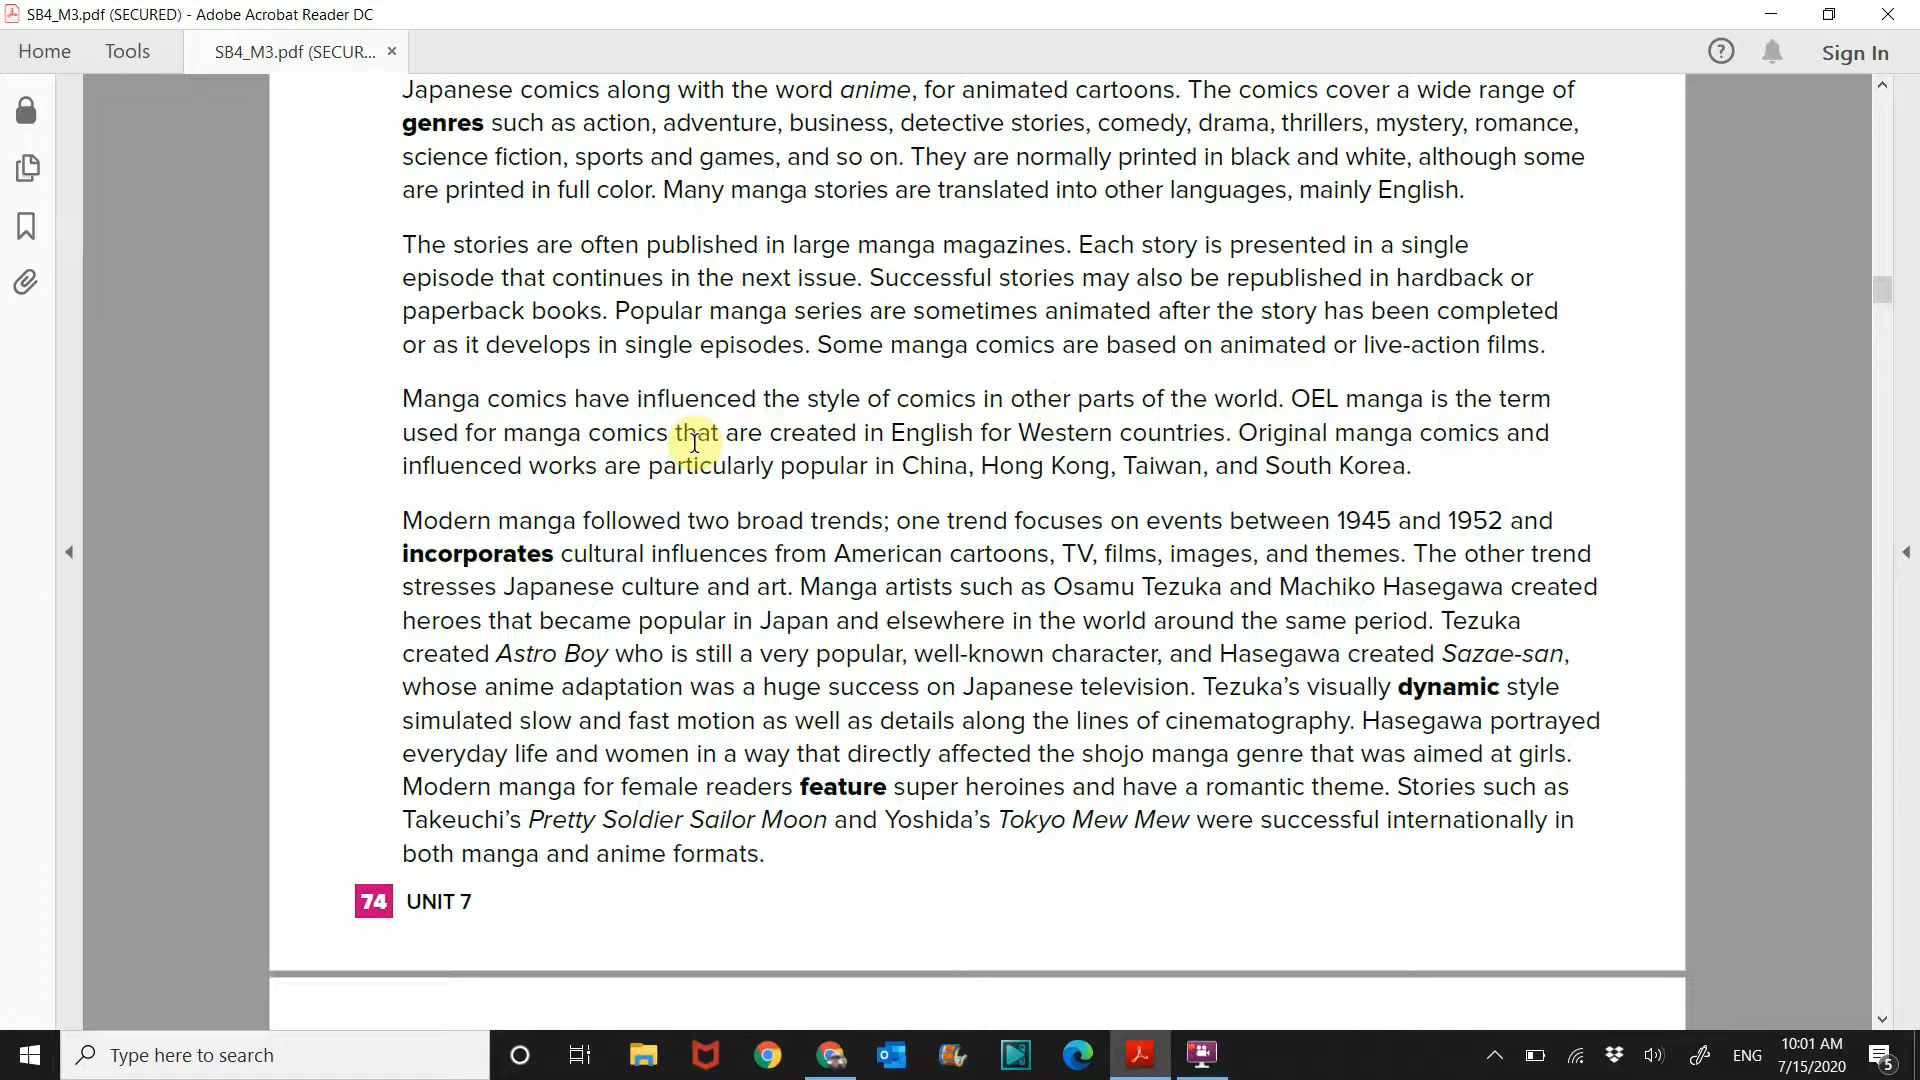 SB4_M3.pdf (SECURED) - Adobe Acrobat Reader DC
Home Tools SB4_M3.pdf (SECUR... × Sign In
Japanese comics along with the word anime, for animated cartoons. The comics cover a wide range of
genres such as action, adventure, business, detective stories, comedy, drama, thrillers, mystery, romance,
science fiction, sports and games, and so on. They are normally printed in black and white, although some
are printed in full color. Many manga stories are translated into other languages, mainly English.
The stories are often published in large manga magazines. Each story is presented in a single
episode that continues in the next issue. Successful stories may also be republished in hardback or
paperback books. Popular manga series are sometimes animated after the story has been completed
or as it develops in single episodes. Some manga comics are based on animated or live-action films.
Manga comics have influenced the style of comics in other parts of the world. OEL manga is the term
used for manga comics that are created in English for Western countries. Original manga comics and
influenced works are particularly popular in China, Hong Kong, Taiwan, and South Korea.
Modern manga followed two broad trends; one trend focuses on events between 1945 and 1952 and
incorporates cultural influences from American cartoons, TV, films, images, and themes. The other trend
stresses Japanese culture and art. Manga artists such as Osamu Tezuka and Machiko Hasegawa created
heroes that became popular in Japan and elsewhere in the world around the same period. Tezuka
created Astro Boy who is still a very popular, well-known character, and Hasegawa created Sazae-san,
whose anime adaptation was a huge success on Japanese television. Tezuka's visually dynamic style
simulated slow and fast motion as well as details along the lines of cinematography. Hasegawa portrayed
everyday life and women in a way that directly affected the shojo manga genre that was aimed at girls.
Modern manga for female readers feature super heroines and have a romantic theme. Stories such as
Takeuchi's Pretty Soldier Sailor Moon and Yoshida's Tokyo Mew Mew were successful internationally in
both manga and anime formats.
74 UNIT 7
Type here to search
ENG
10:01 AM
7/15/2020
5